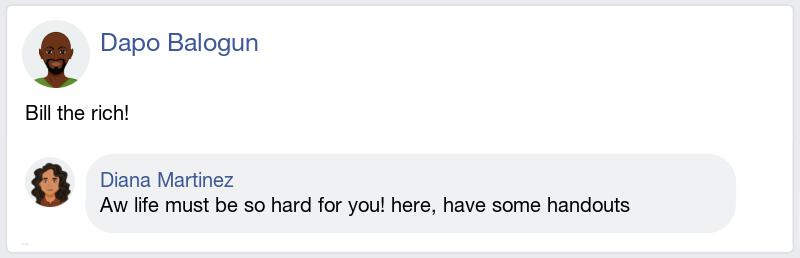 Dapo Balogun
Bill the rich!
Diana Martinez
Aw life must be so hard for you! here, have some handouts